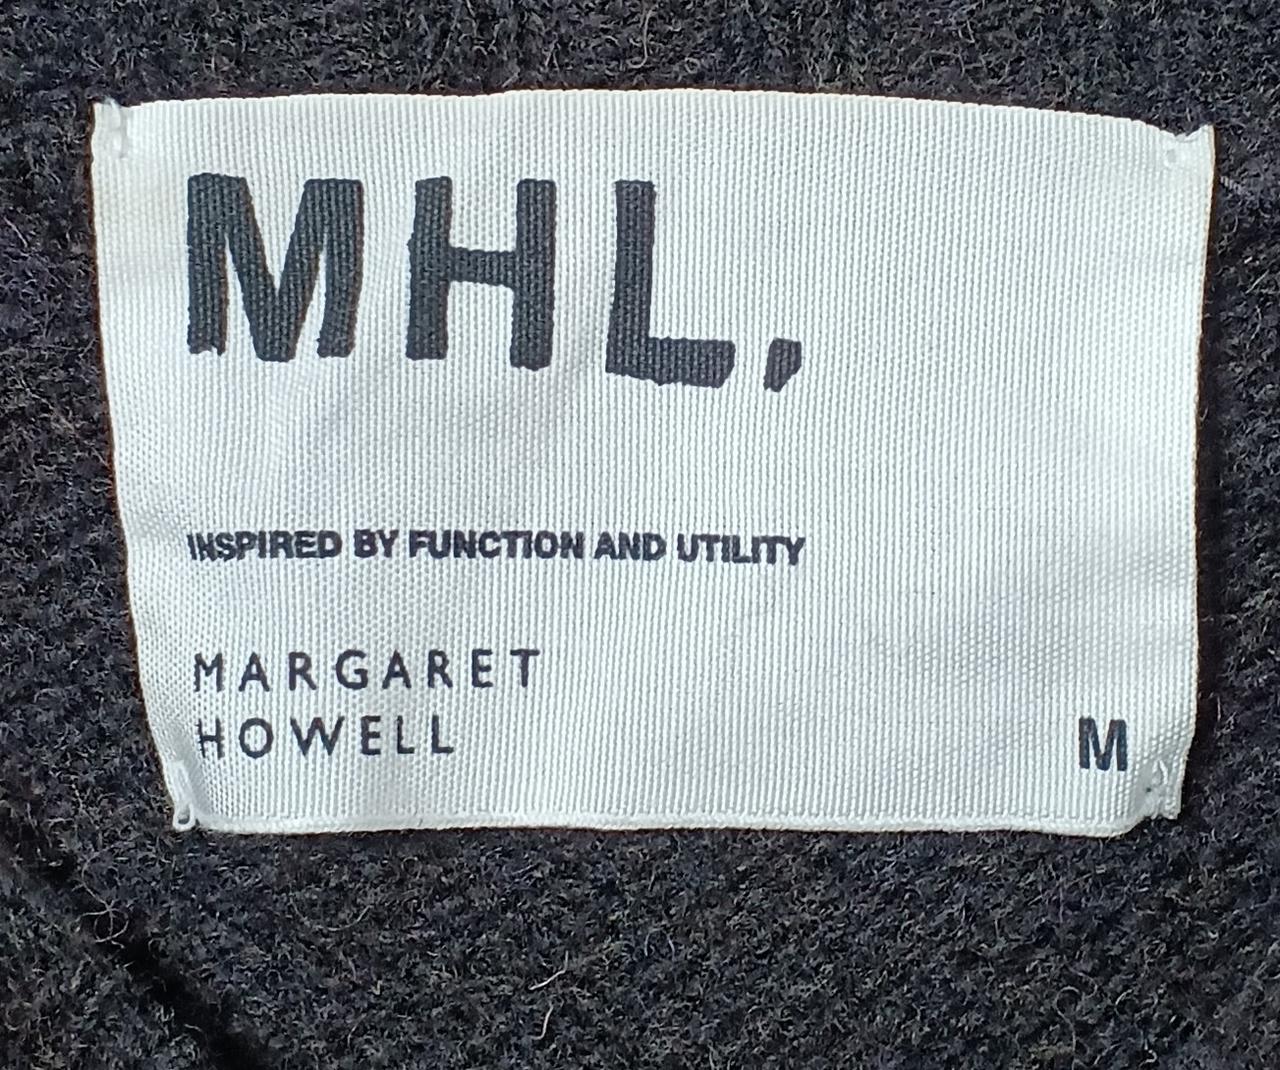 MHL,
INSPIRED BY FUNCTION AND UTILITY
MARGARET
HOWELL
M